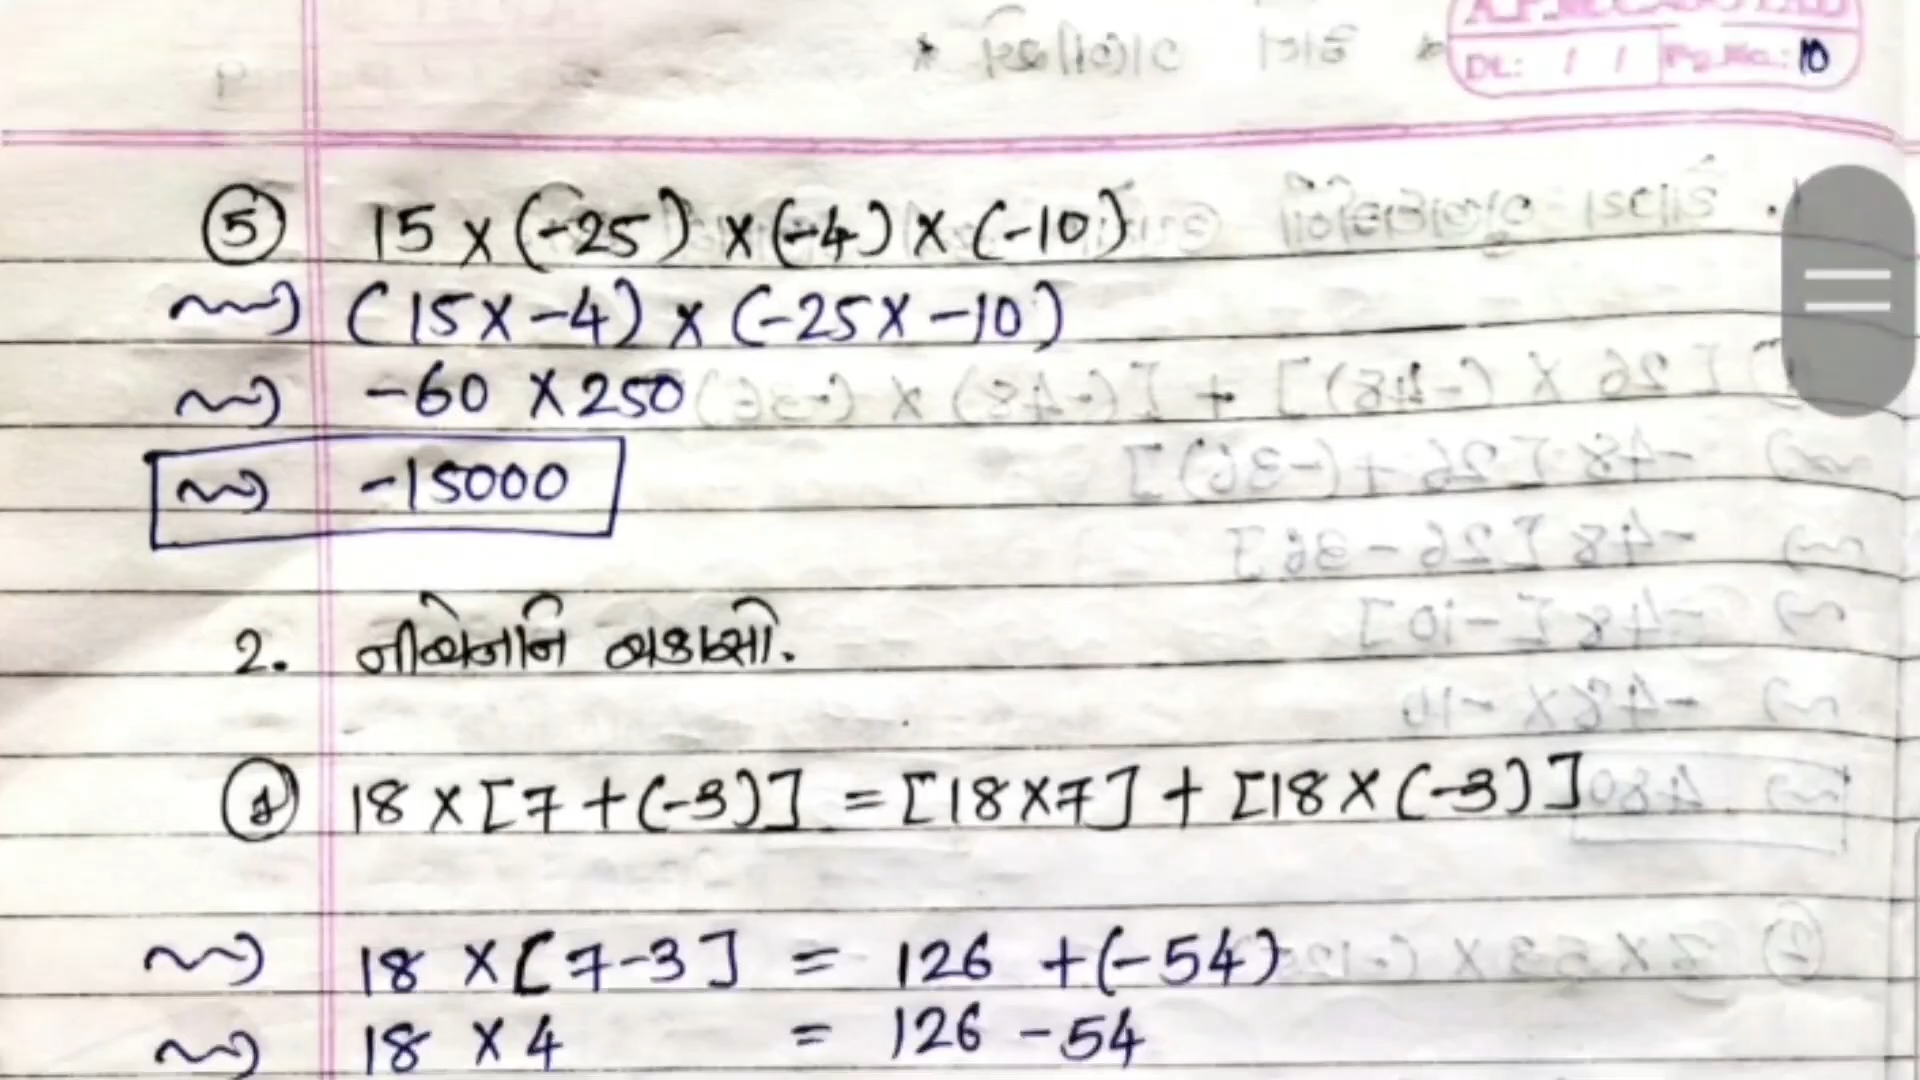 DL: / / Pg.No.: 10
⑤ 15 × (-25) × (-4) × (-10)
(15 × -4) × (-25 × -10)
-60 × 250
-15000
2. નીચેનાને ચકાસો.
① 18 × [7 + (-3)] = [18 × 7] + [18 × (-3)]
18 × [7-3] = 126 + (-54)
18 × 4 = 126 - 54